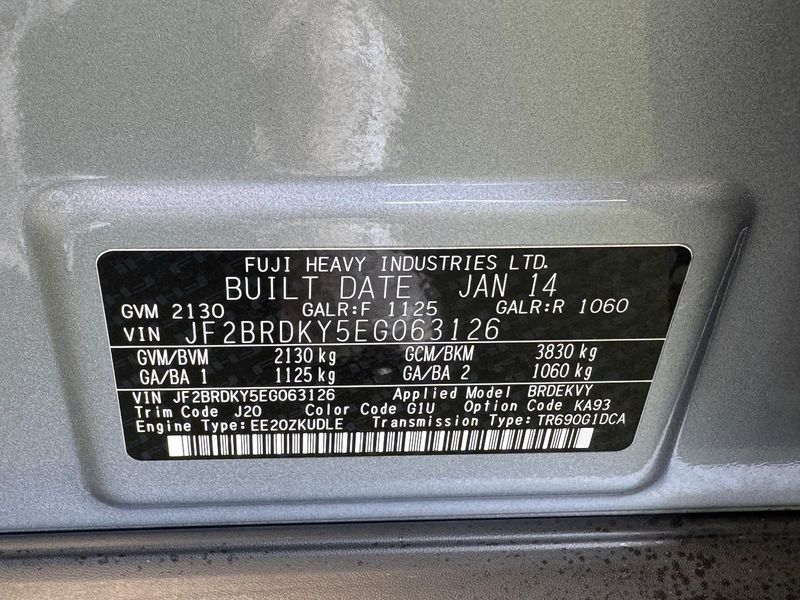 FUJI HEAVY INDUSTRIES LTD.
BUILT DATE JAN 14
GVM 2130 GALR:F 1125 GALR:R 1060
VIN JF2BRDKY5EG063126
GVM/BVM 2130 kg GCM/BKM 3830 kg
GA/BA 1 1125 kg GA/BA 2 1060 kg
VIN JF2BRDKY5EG063126 Applied Model BRDEKVY
Trim Code J20 Color Code G1U Option Code KA93
Engine Type:EE20ZKUDLE Transmission Type:TR690G1DCA